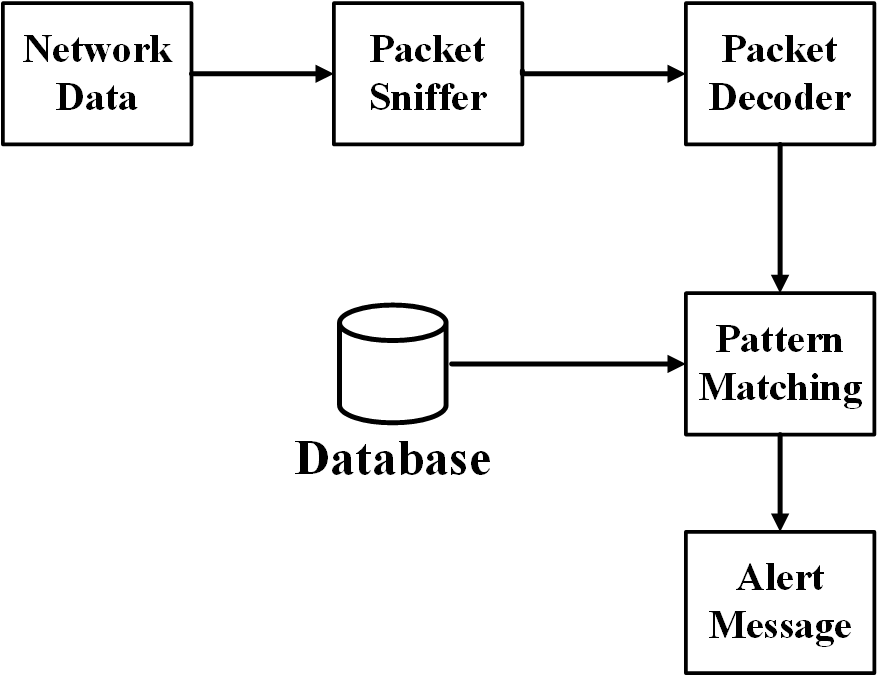 Network
Data
Packet
Sniffer
Packet
Decoder
Pattern
Matching
Database
Alert
Message